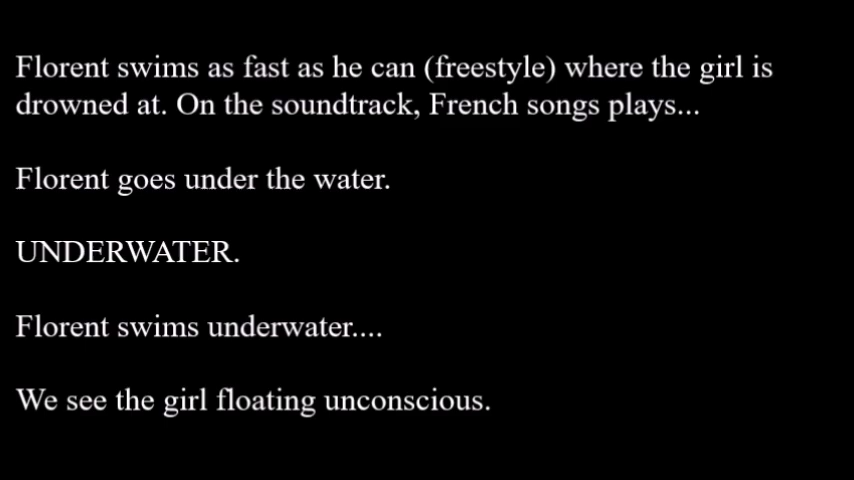 Florent swims as fast as he can (freestyle) where the girl is
drowned at. On the soundtrack, French songs plays...
Florent goes under the water.
UNDERWATER.
Florent swims underwater....
We see the girl floating unconscious.